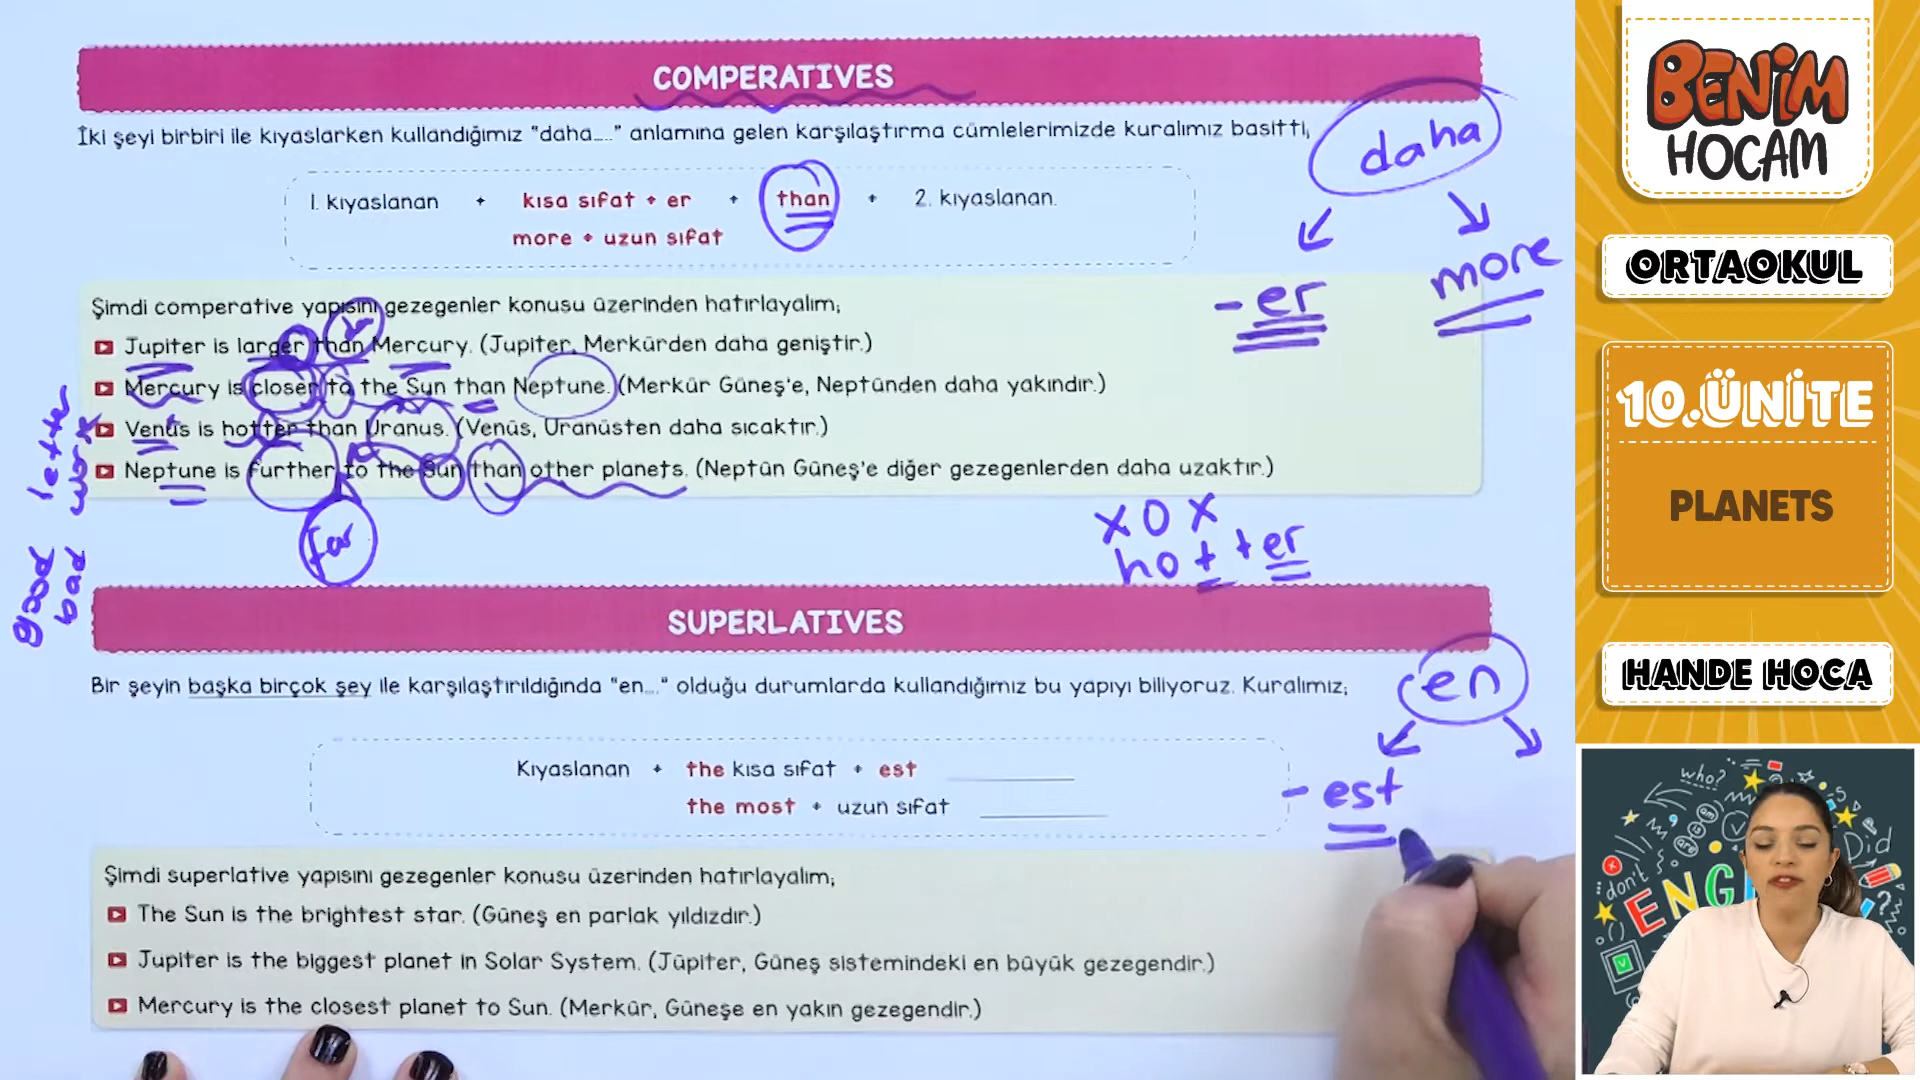 COMPERATIVES
İki şeyi birbiri ile kıyaslarken kullandığımız "daha....." anlamına gelen karşılaştırma cümlelerimizde kuralımız basitti,
daha
1. kıyaslanan + kısa sıfat + er + than + 2. kıyaslanan.
more + uzun sıfat
- er
more
Şimdi comperative yapısını gezegenler konusu üzerinden hatırlayalım;
Jupiter is larger than Mercury. (Jupiter, Merkürden daha geniştir.)
Mercury is closer to the Sun than Neptune. (Merkür Güneş'e, Neptünden daha yakındır.)
Venüs is hotter than Uranus. (Venüs, Uranüsten daha sıcaktır.)
Neptune is further to the Sun than other planets. (Neptün Güneş'e diğer gezegenlerden daha uzaktır.)
far
x o x
hot + er
good
bad
SUPERLATIVES
Bir şeyin başka birçok şey ile karşılaştırıldığında "en...." olduğu durumlarda kullandığımız bu yapıyı biliyoruz. Kuralımız;
en
Kıyaslanan + the kısa sıfat + est
the most + uzun sıfat
- est
Şimdi superlative yapısını gezegenler konusu üzerinden hatırlayalım;
The Sun is the brightest star. (Güneş en parlak yıldızdır.)
Jupiter is the biggest planet in Solar System. (Jüpiter, Güneş sistemindeki en büyük gezegendir.)
Mercury is the closest planet to Sun. (Merkür, Güneşe en yakın gezegendir.)
BENİM
HOCAM
ORTAOKUL
10.ÜNİTE
PLANETS
HANDE HOCA
who?
don't
ENG